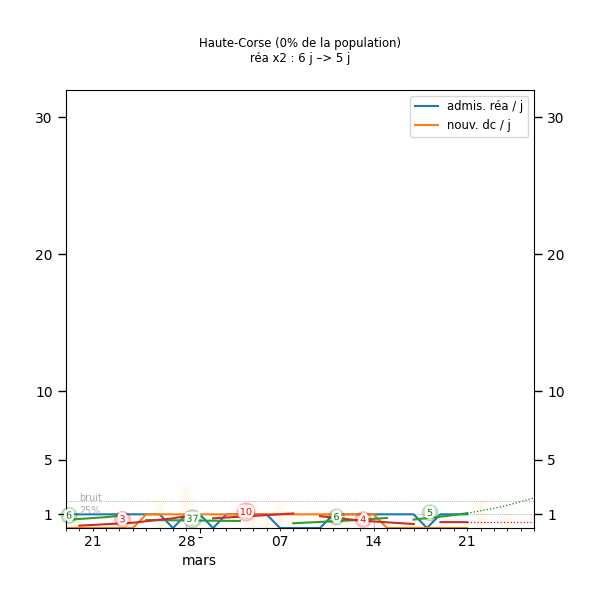 Haute-Corse (0% de la population)
réa x2 : 6 j –> 5 j
admis. réa / j
nouv. dc / j
30 30
20 20
10 10
5 5
1 1
bruit
25%
6 3 37 10 6 4 5
21 28 - 07 14 21
mars